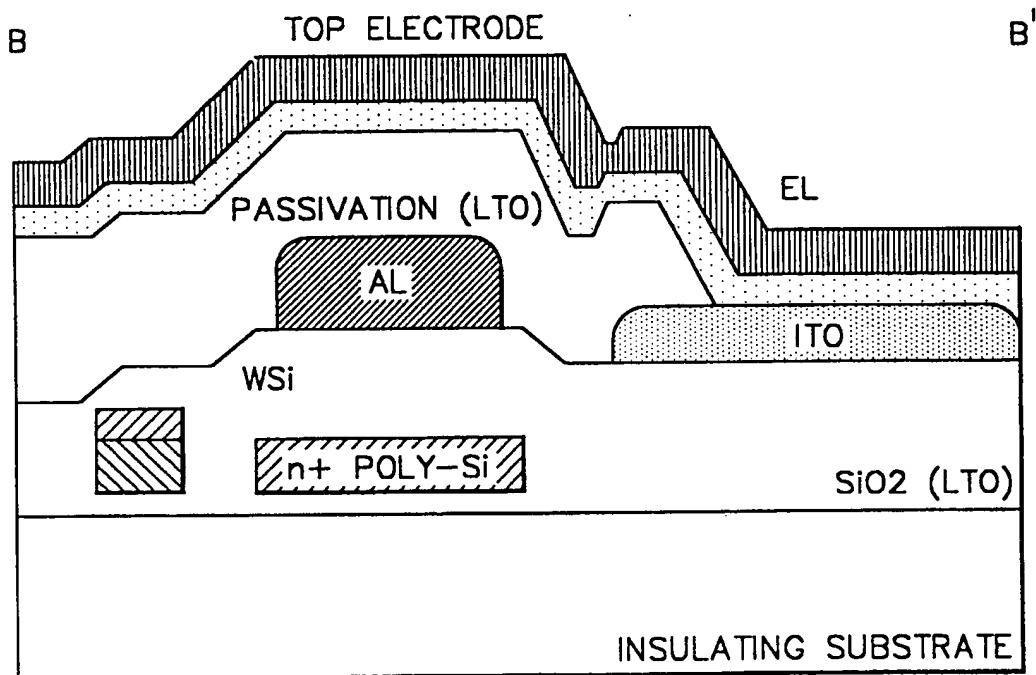 B
TOP ELECTRODE
B'
EL
PASSIVATION (LTO)
AL
ITO
WSi
n+ POLY-Si
SiO2 (LTO)
INSULATING SUBSTRATE